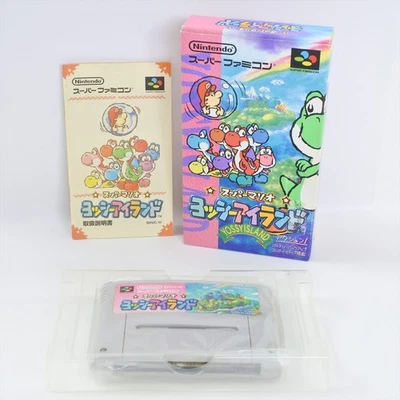 Nintendo
スーパーファミコン
スーパーマリオ
ヨッシーアイランド
取扱説明書
SHVC-YI
Nintendo
スーパーファミコン
スーパーマリオ
ヨッシーアイランド
YOSSY ISLAND
Nintendo
スーパーマリオ
ヨッシーアイランド